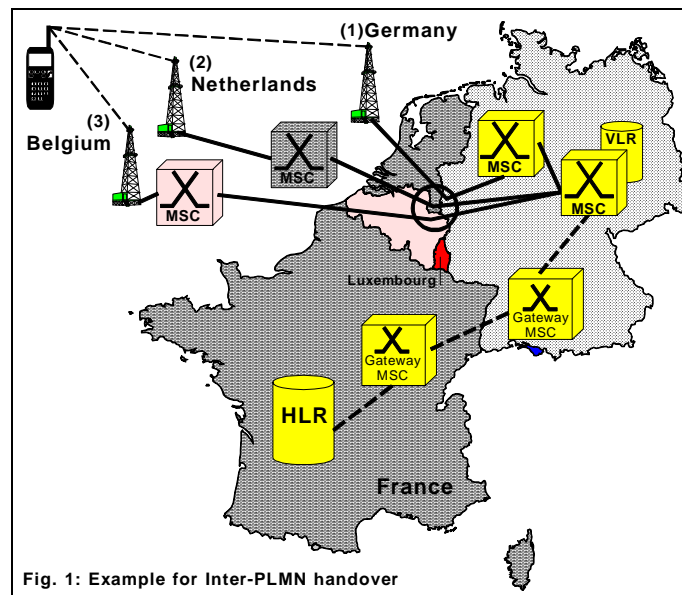 (1)Germany
(2)
Netherlands
(3)
Belgium
MSC
MSC
MSC
VLR
MSC
Luxembourg
Gateway
MSC
Gateway
MSC
HLR
France
Fig. 1: Example for Inter-PLMN handover